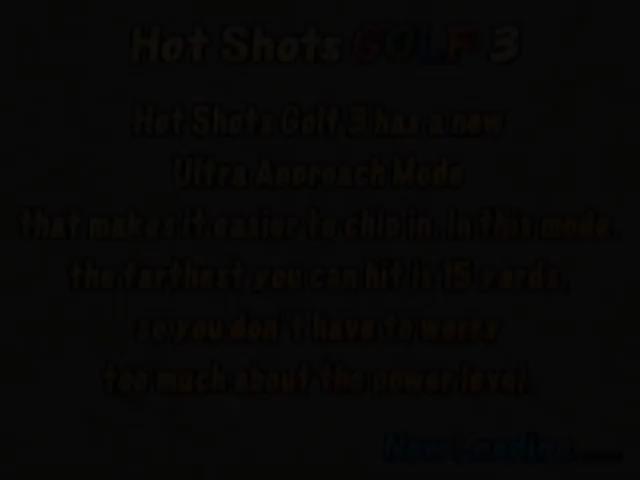 Hot Shots GOLF 3
Hot Shots Golf 3 has a new
Ultra Approach Mode
that makes it easier to chip in. In this mode,
the farthest you can hit is 15 yards,
so you don't have to worry
too much about the power level.
Now Loading....